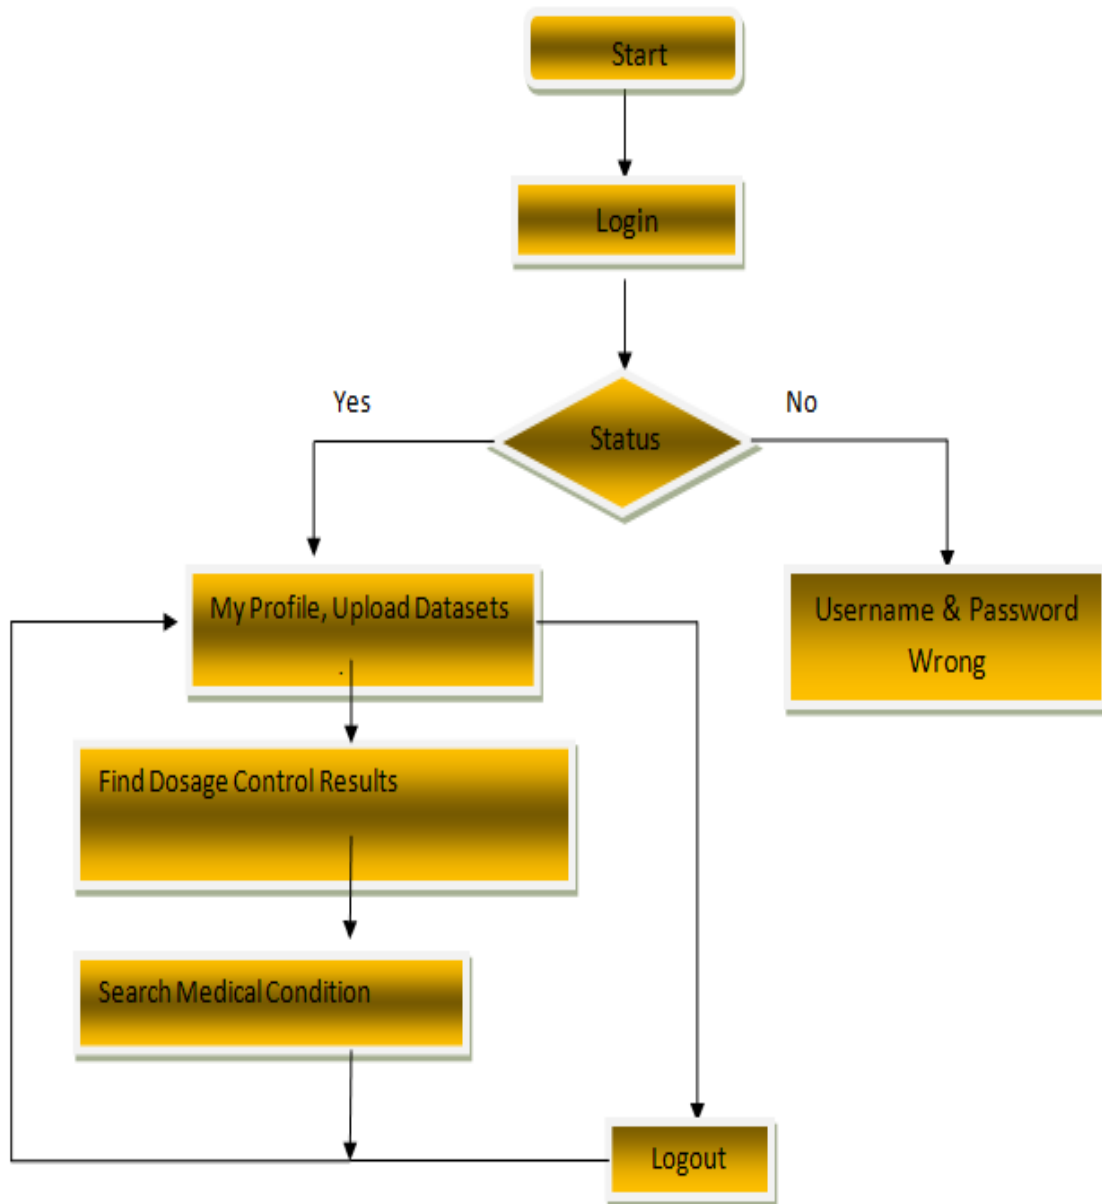 Start
Login
Yes
No
Status
My Profile, Upload Datasets
.
Username & Password
Wrong
Find Dosage Control Results
Search Medical Condition
Logout